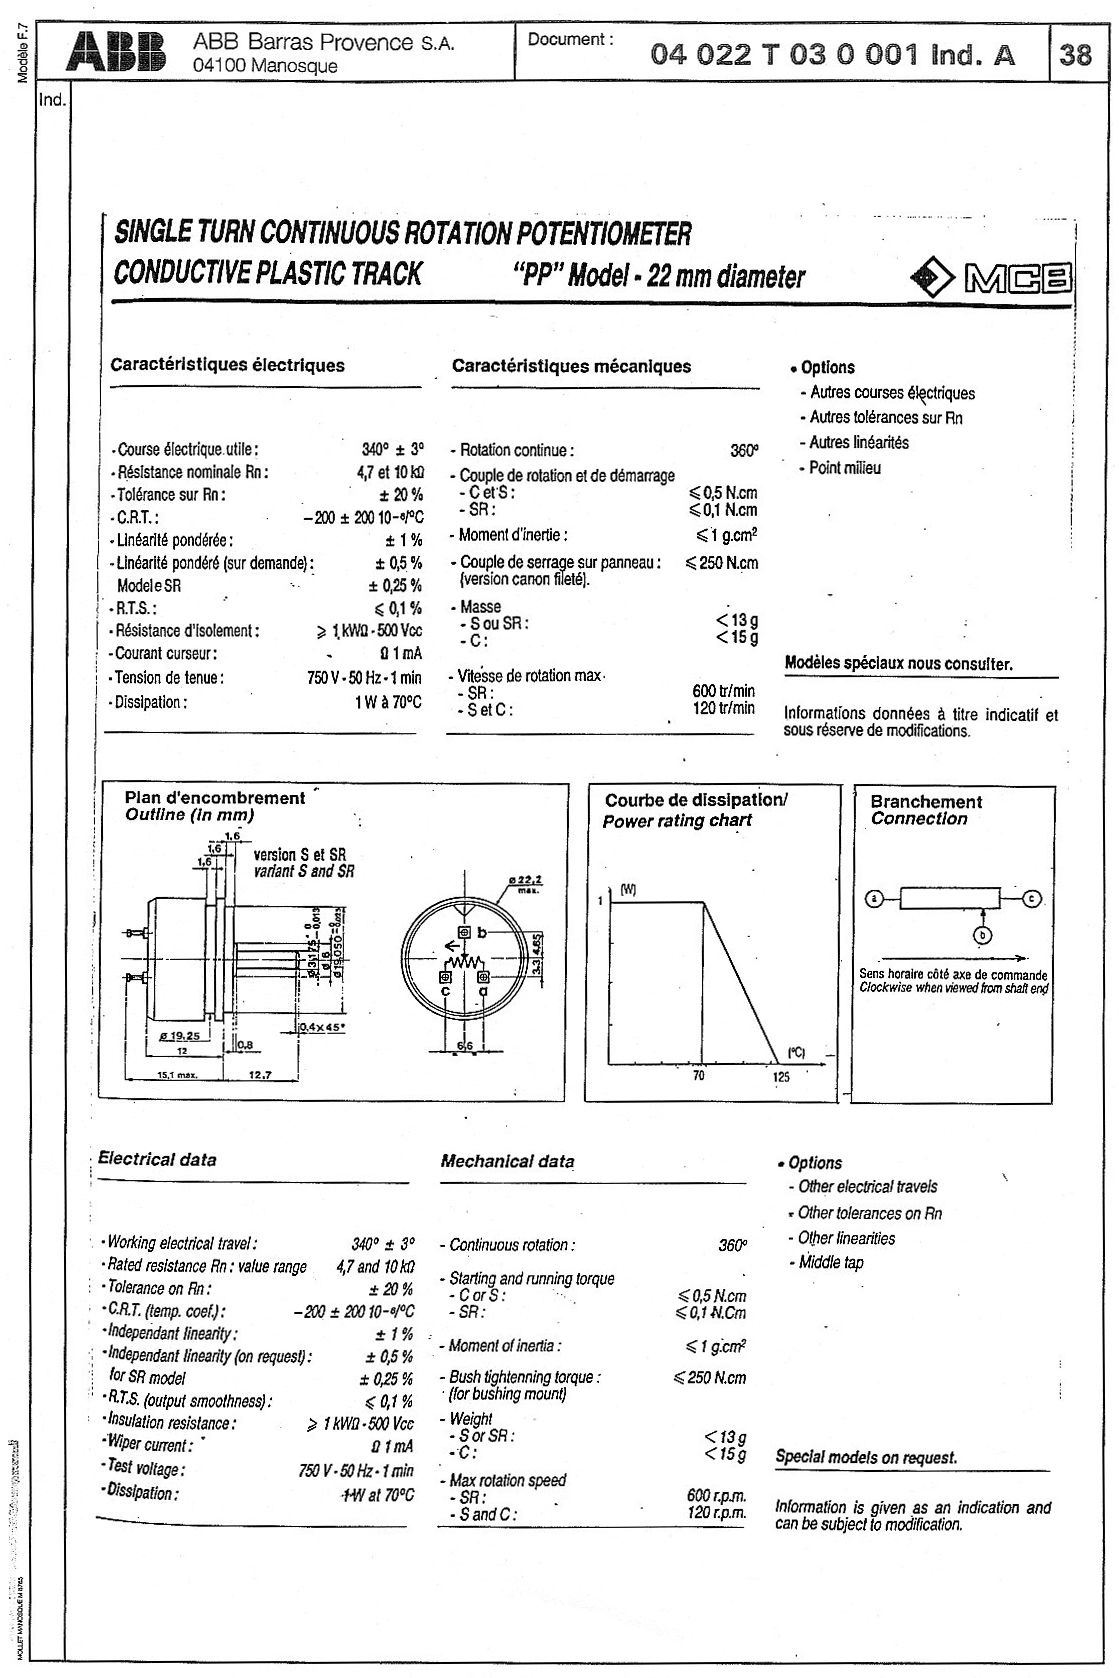 Modèle F.7
ABB
ABB Barras Provence S.A.
04100 Manosque
Document :
04 022 T 03 0 001 Ind. A
38
Ind.
SINGLE TURN CONTINUOUS ROTATION POTENTIOMETER
CONDUCTIVE PLASTIC TRACK "PP" Model - 22 mm diameter
MCB
Caractéristiques électriques
- Course électrique utile : 340° ± 3°
- Résistance nominale Rn : 4,7 et 10 kΩ
- Tolérance sur Rn : ± 20 %
- C.R.T. : −200 ± 200 10-⁶/°C
- Linéarité pondérée : ± 1 %
- Linéarité pondéré (sur demande) : ± 0,5 %
Modele SR ± 0,25 %
- R.T.S. : ⩽ 0,1 %
- Résistance d'isolement : ⩾ 1 kWΩ - 500 Vcc
- Courant curseur : Ω 1 mA
- Tension de tenue : 750 V - 50 Hz - 1 min
- Dissipation : 1 W à 70°C
Caractéristiques mécaniques
- Rotation continue : 360°
- Couple de rotation et de démarrage
- C et S : ⩽ 0,5 N.cm
- SR : ⩽ 0,1 N.cm
- Moment d'inertie : ⩽ 1 g.cm²
- Couple de serrage sur panneau : ⩽ 250 N.cm
(version canon fileté).
- Masse
- S ou SR : < 13 g
- C : < 15 g
- Vitesse de rotation max.
- SR : 600 tr/min
- S et C : 120 tr/min
• Options
- Autres courses électriques
- Autres tolérances sur Rn
- Autres linéarités
- Point milieu
Modèles spéciaux nous consulter.
Informations données à titre indicatif et
sous réserve de modifications.
Plan d'encombrement
Outline (in mm)
1,6
1,6
1,6
version S et SR
variant S and SR
ø 3,175 0 -0,013
ø 6
ø 19,050 0 -0,023
ø 19,25
12
15,1 max.
0,8
12,7
0,4x45°
ø 22,2
max.
b
c
a
4,65
3,3
6,6
Courbe de dissipation/
Power rating chart
(W)
1
(°C)
70
125
Branchement
Connection
a
c
b
Sens horaire côté axe de commande
Clockwise when viewed from shaft end
Electrical data
- Working electrical travel : 340° ± 3°
- Rated resistance Rn : value range 4,7 and 10 kΩ
- Tolerance on Rn : ± 20 %
- C.R.T. (temp. coef.) : −200 ± 200 10-⁶/°C
- Independant linearity : ± 1 %
- Independant linearity (on request) : ± 0,5 %
for SR model ± 0,25 %
- R.T.S. (output smoothness) : ⩽ 0,1 %
- Insulation resistance : ⩾ 1 kWΩ - 500 Vcc
- Wiper current : Ω 1 mA
- Test voltage : 750 V - 50 Hz - 1 min
- Dissipation : 1 W at 70°C
Mechanical data
- Continuous rotation : 360°
- Starting and running torque
- C or S : ⩽ 0,5 N.cm
- SR : ⩽ 0,1 N.Cm
- Moment of inertia : ⩽ 1 g.cm²
- Bush tightenning torque : ⩽ 250 N.cm
(for bushing mount)
- Weight
- S or SR : < 13 g
- C : < 15 g
- Max rotation speed
- SR : 600 r.p.m.
- S and C : 120 r.p.m.
• Options
- Other electrical travels
- Other tolerances on Rn
- Other linearities
- Middle tap
Special models on request.
Information is given as an indication and
can be subject to modification.
MOLLET MANOSQUE M 8765